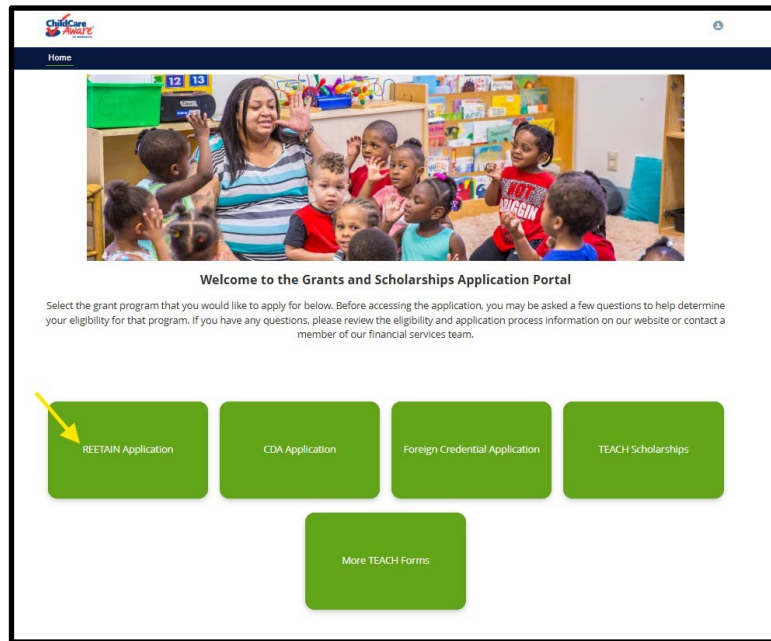 ChildCare
Aware
OF MINNESOTA
Home
12 13
NOT
BIGGIN
Welcome to the Grants and Scholarships Application Portal
Select the grant program that you would like to apply for below. Before accessing the application, you may be asked a few questions to help determine
your eligibility for that program. If you have any questions, please review the eligibility and application process information on our website or contact a
member of our financial services team.
REETAIN Application
CDA Application
Foreign Credential Application
TEACH Scholarships
More TEACH Forms